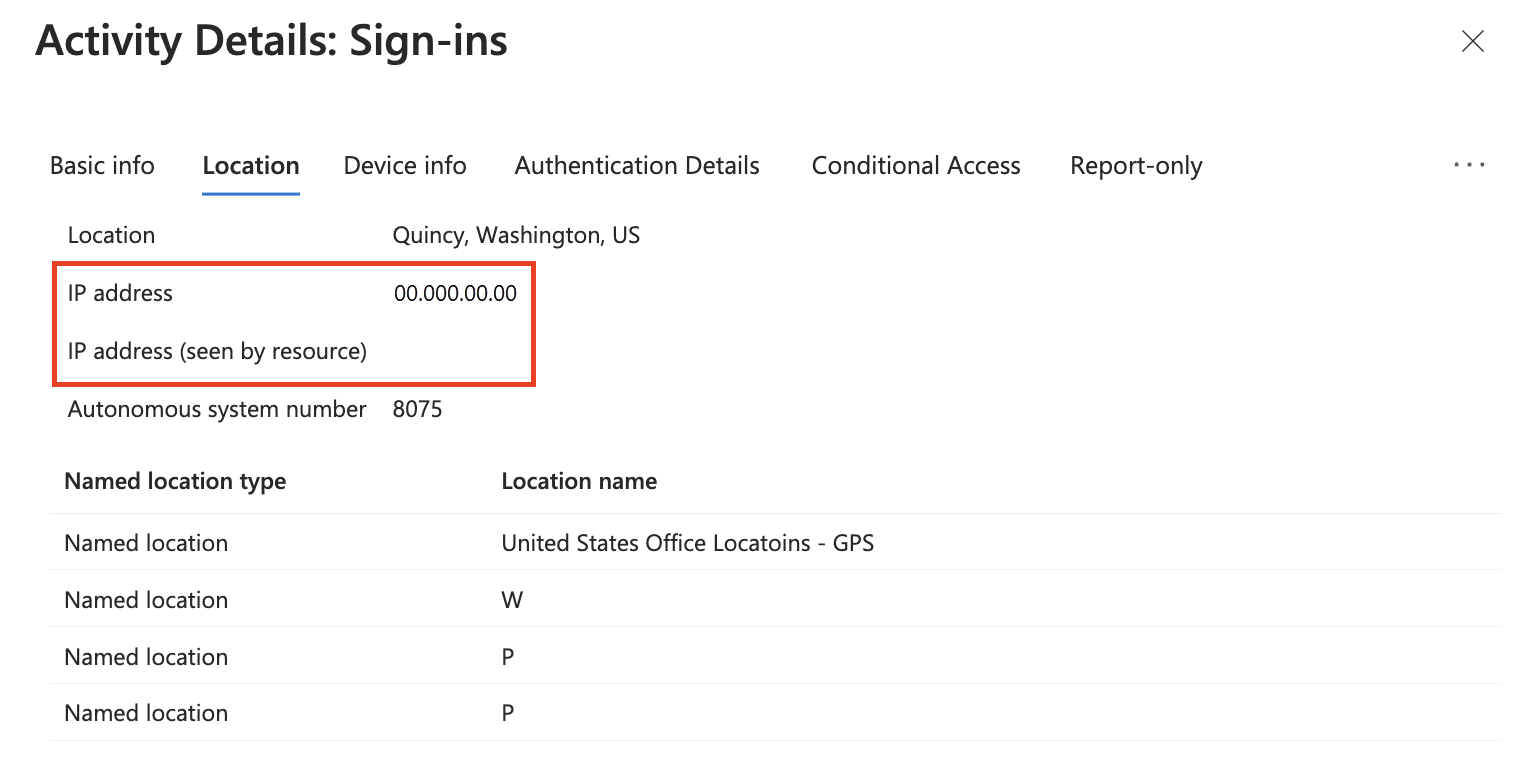 Activity Details: Sign-ins
Basic info Location Device info Authentication Details Conditional Access Report-only
Location Quincy, Washington, US
IP address 00.000.00.00
IP address (seen by resource)
Autonomous system number 8075
Named location type Location name
Named location United States Office Locatoins - GPS
Named location W
Named location P
Named location P